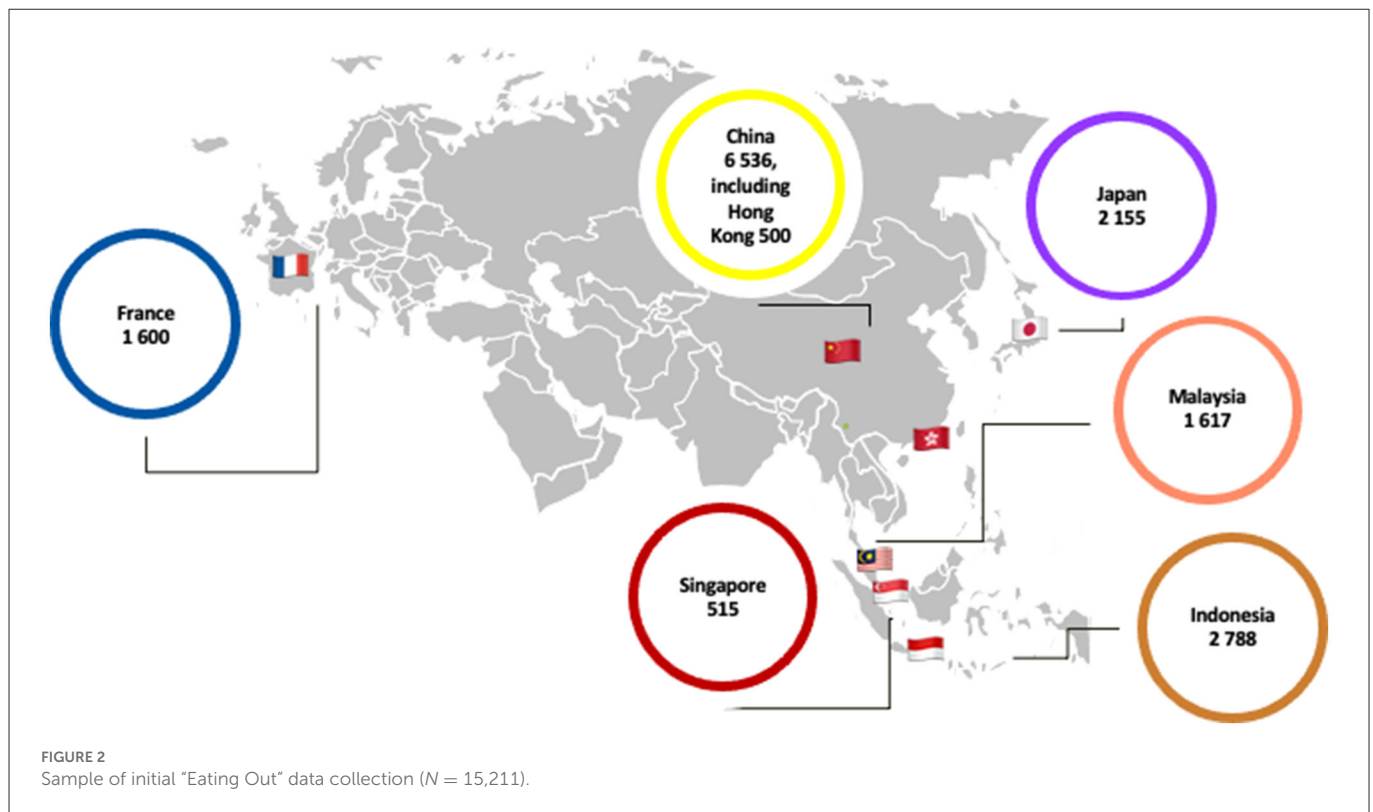 China
6 536,
including
Hong
Kong 500
Japan
2 155
France
1 600
Malaysia
1 617
Singapore
515
Indonesia
2 788
FIGURE 2
Sample of initial “Eating Out” data collection (N = 15,211).